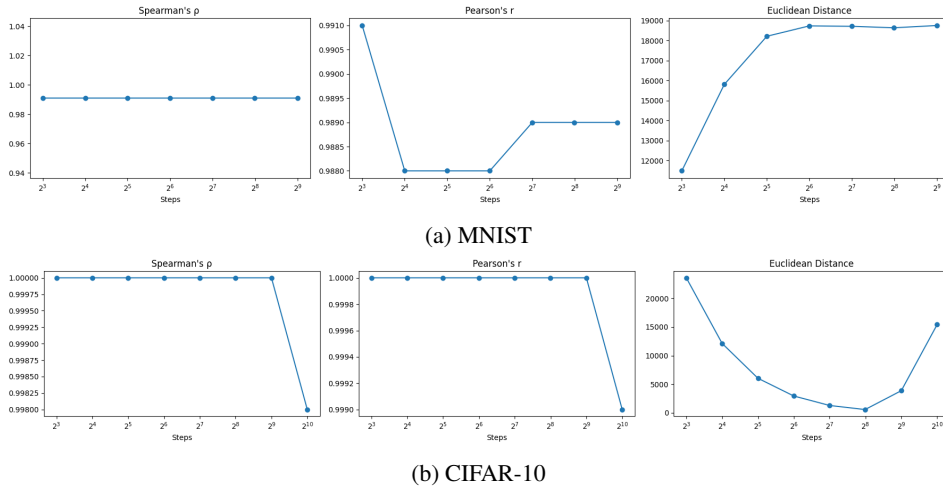 Spearman's ρ
Pearson's r
Euclidean Distance
1.04
1.02
1.00
0.98
0.96
0.94
2³ 2⁴ 2⁵ 2⁶ 2⁷ 2⁸ 2⁹
Steps
0.9910
0.9905
0.9900
0.9895
0.9890
0.9885
0.9880
2³ 2⁴ 2⁵ 2⁶ 2⁷ 2⁸ 2⁹
Steps
19000
18000
17000
16000
15000
14000
13000
12000
2³ 2⁴ 2⁵ 2⁶ 2⁷ 2⁸ 2⁹
Steps
(a) MNIST
Spearman's ρ
Pearson's r
Euclidean Distance
1.00000
0.99975
0.99950
0.99925
0.99900
0.99875
0.99850
0.99825
0.99800
2³ 2⁴ 2⁵ 2⁶ 2⁷ 2⁸ 2⁹ 2¹⁰
Steps
1.0000
0.9998
0.9996
0.9994
0.9992
0.9990
2³ 2⁴ 2⁵ 2⁶ 2⁷ 2⁸ 2⁹ 2¹⁰
Steps
20000
15000
10000
5000
0
2³ 2⁴ 2⁵ 2⁶ 2⁷ 2⁸ 2⁹ 2¹⁰
Steps
(b) CIFAR-10